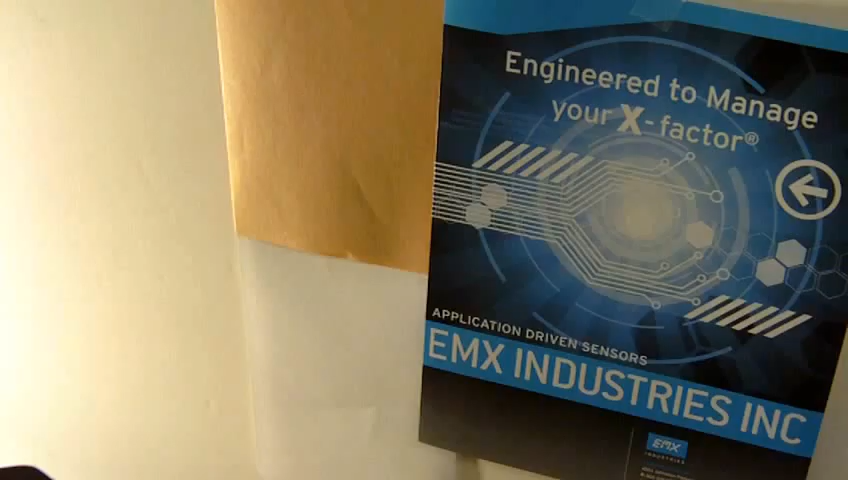 Engineered to Manage
your X-factor®
APPLICATION DRIVEN SENSORS
EMX INDUSTRIES INC
EMX
INDUSTRIES